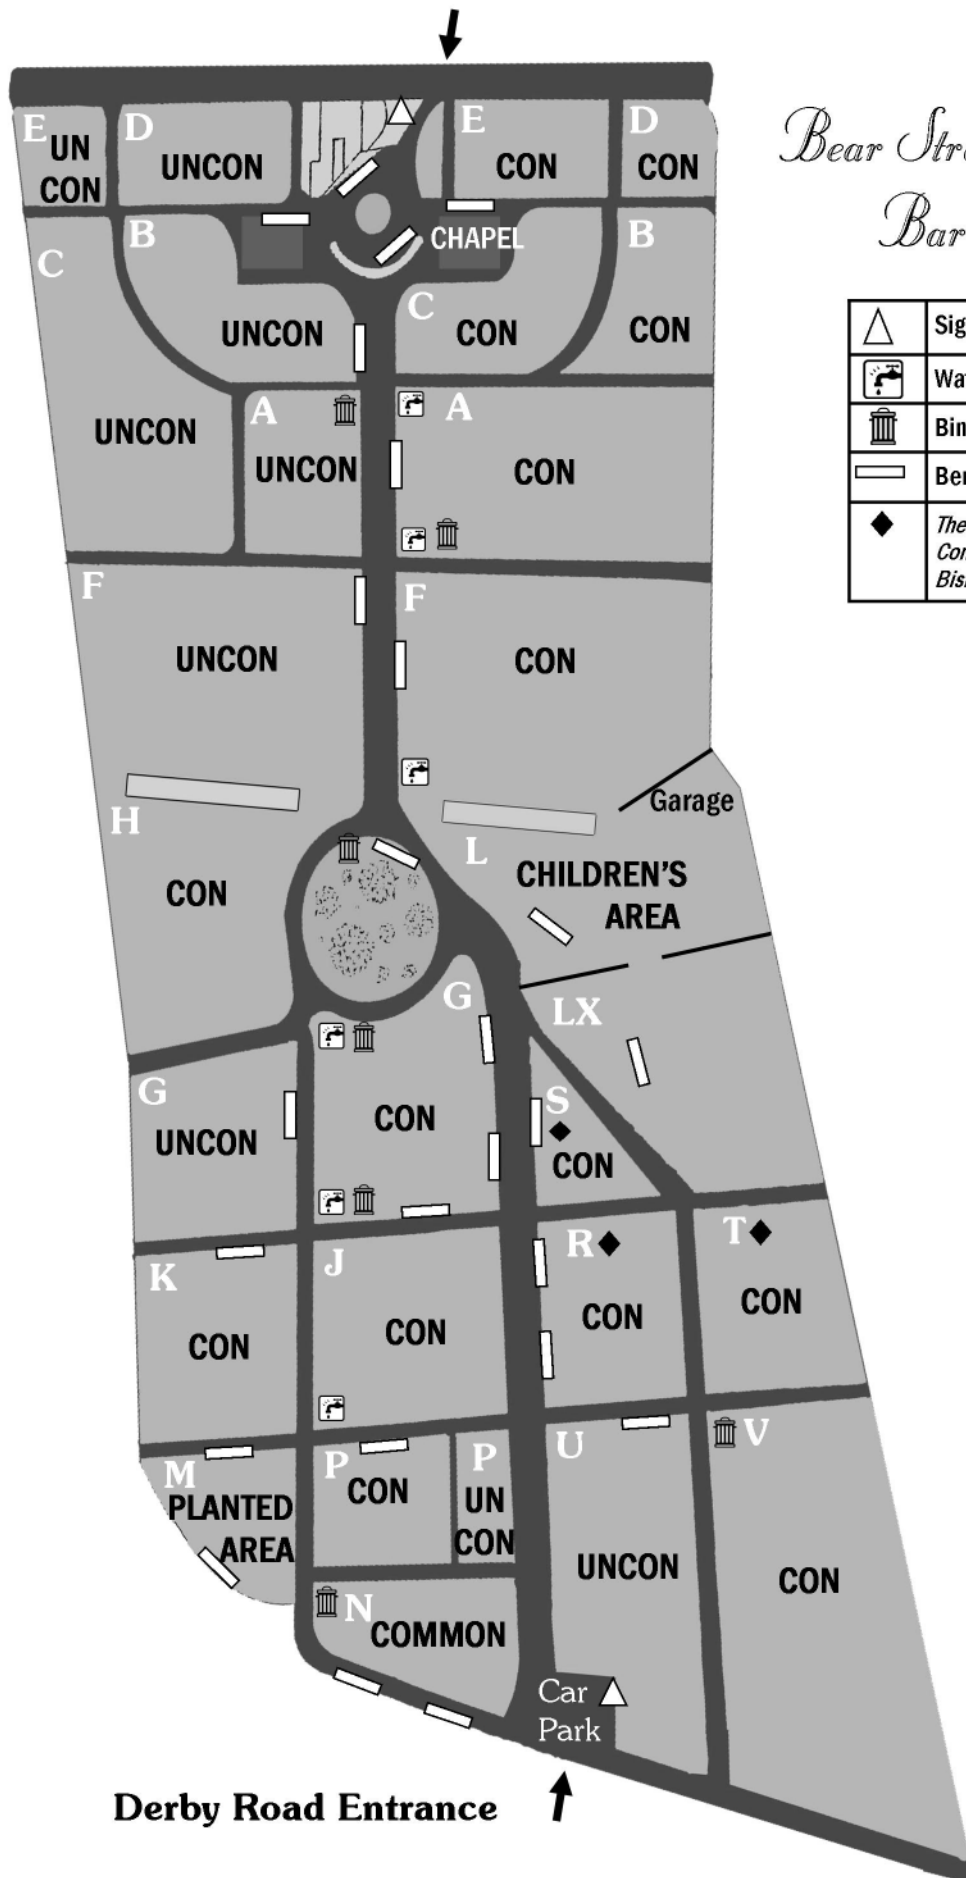 Bear Str
Bar
E
UN
CON
D
UNCON
E
CON
D
CON
B
C
UNCON
CHAPEL
C
CON
B
CON
UNCON
A
UNCON
A
CON
F
UNCON
F
CON
H
CON
Garage
L
CHILDREN'S
AREA
LX
G
CON
G
UNCON
S
CON
R
CON
T
CON
K
CON
J
CON
M
PLANTED
AREA
P
CON
P
UN
CON
U
UNCON
V
CON
N
COMMON
Car
Park
Derby Road Entrance
Sig
Wa
Bin
Ber
The
Con
Bis